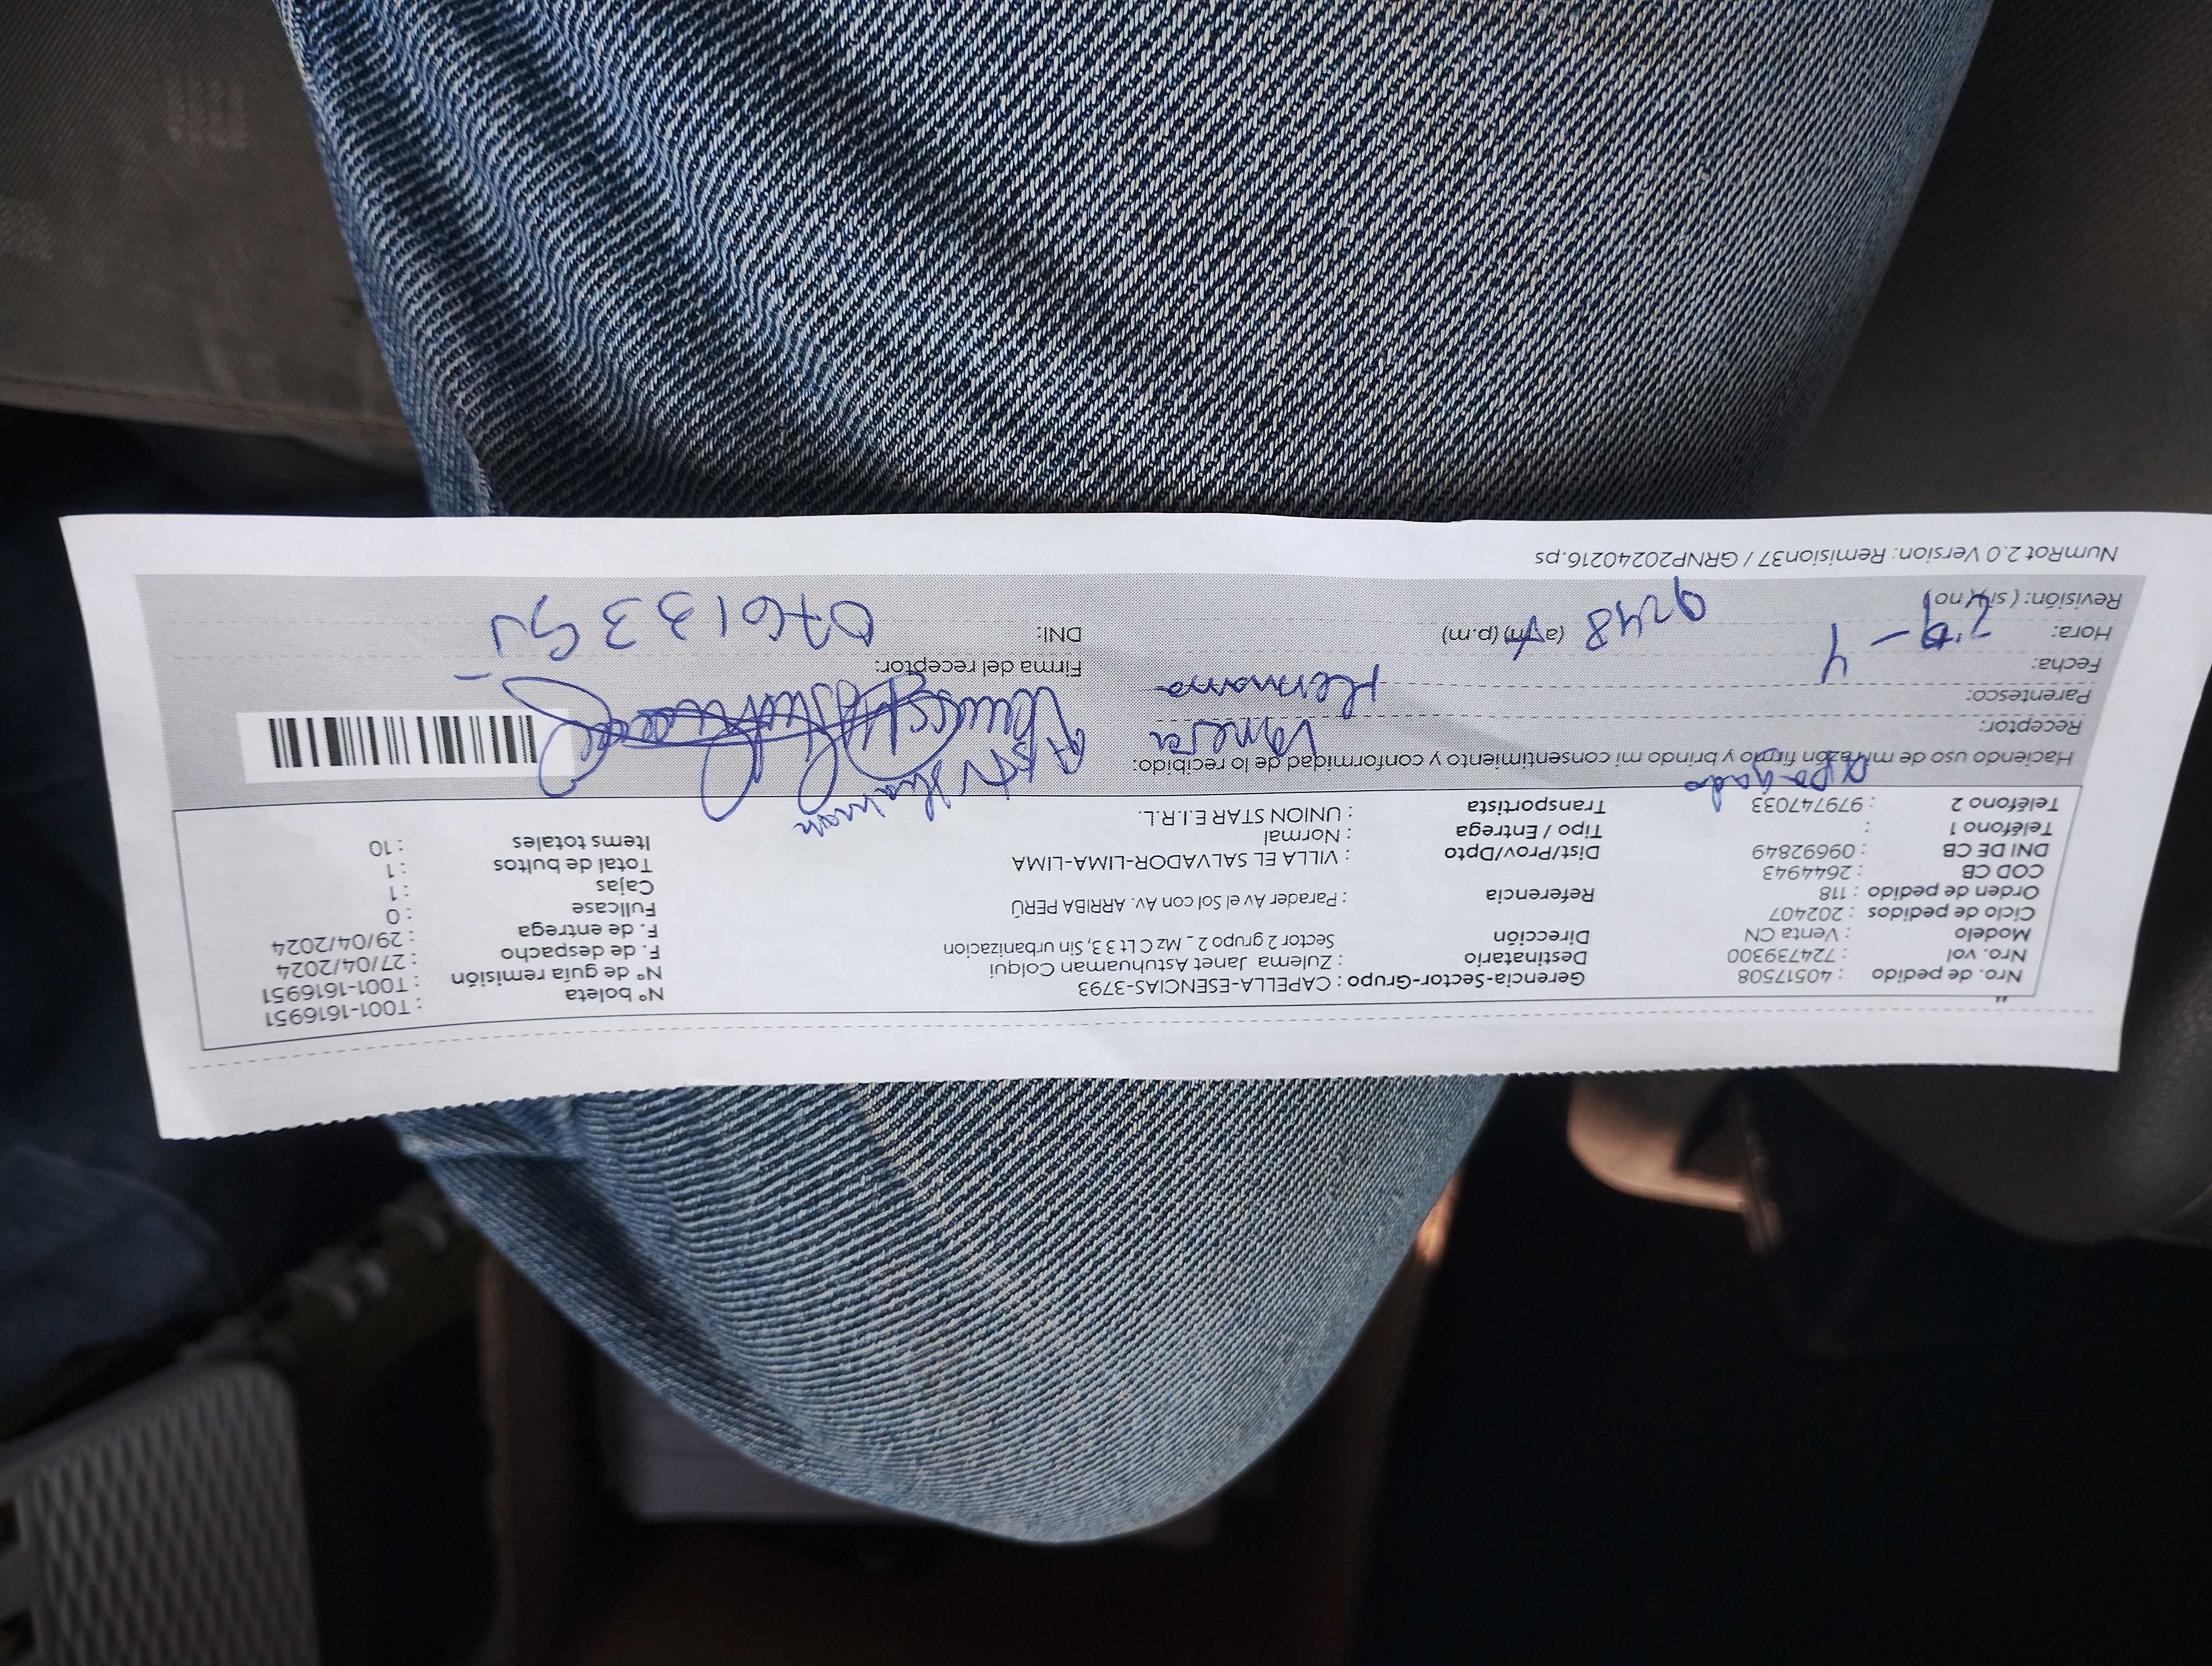 Nro. de pedido : 40517508 Gerencia-Sector-Grupo : CAPELLA-ESENCIAS-3793 N° boleta : T001-1616951
Nro. vol : 724739300 Destinatario : Zulema Janet Astuhuaman Colqui N° de guía remisión : T001-1616951
Modelo : Venta CN Dirección Sector 2 grupo 2 _ Mz C Lt 3 3, Sin urbanizacion F. de despacho : 27/04/2024
Ciclo de pedidos : 202407 F. de entrega : 29/04/2024
Orden de pedido : 118 Referencia : Parader Av el Sol con Av. ARRIBA PERÚ Fullcase : 0
COD CB : 2644943 Cajas : 1
DNI DE CB : 09692849 Dist/Prov/Dpto : VILLA EL SALVADOR-LIMA-LIMA Total de bultos : 1
Teléfono 1 : Tipo / Entrega : Normal Items totales : 10
Teléfono 2 : 979747033 Transportista : UNION STAR E.I.R.L.
apagado
Haciendo uso de mi razón firmo y brindo mi consentimiento y conformidad de lo recibido:
Receptor: Vanesa Astuhuaman
Parentesco: Hermana
Fecha: Firma del receptor:
Hora: 9:48 (a.m) (p.m) DNI:
Revisión: ( si / no )
NumRot 2.0 Version: Remision37 / GRNP20240216.ps